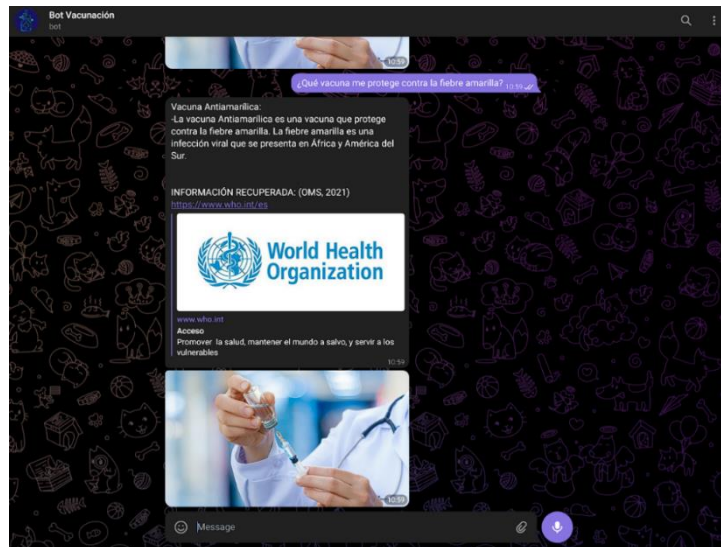 Bot Vacunación
bot
10:59
¿Qué vacuna me protege contra la fiebre amarilla? 10:59
Vacuna Antiamarílica:
-La vacuna Antiamarílica es una vacuna que protege
contra la fiebre amarilla. La fiebre amarilla es una
infección viral que se presenta en África y América del
Sur.
INFORMACIÓN RECUPERADA: (OMS, 2021)
https://www.who.int/es
World Health
Organization
www.who.int
Acceso
Promover la salud, mantener el mundo a salvo, y servir a los
vulnerables
10:59
10:59
Message